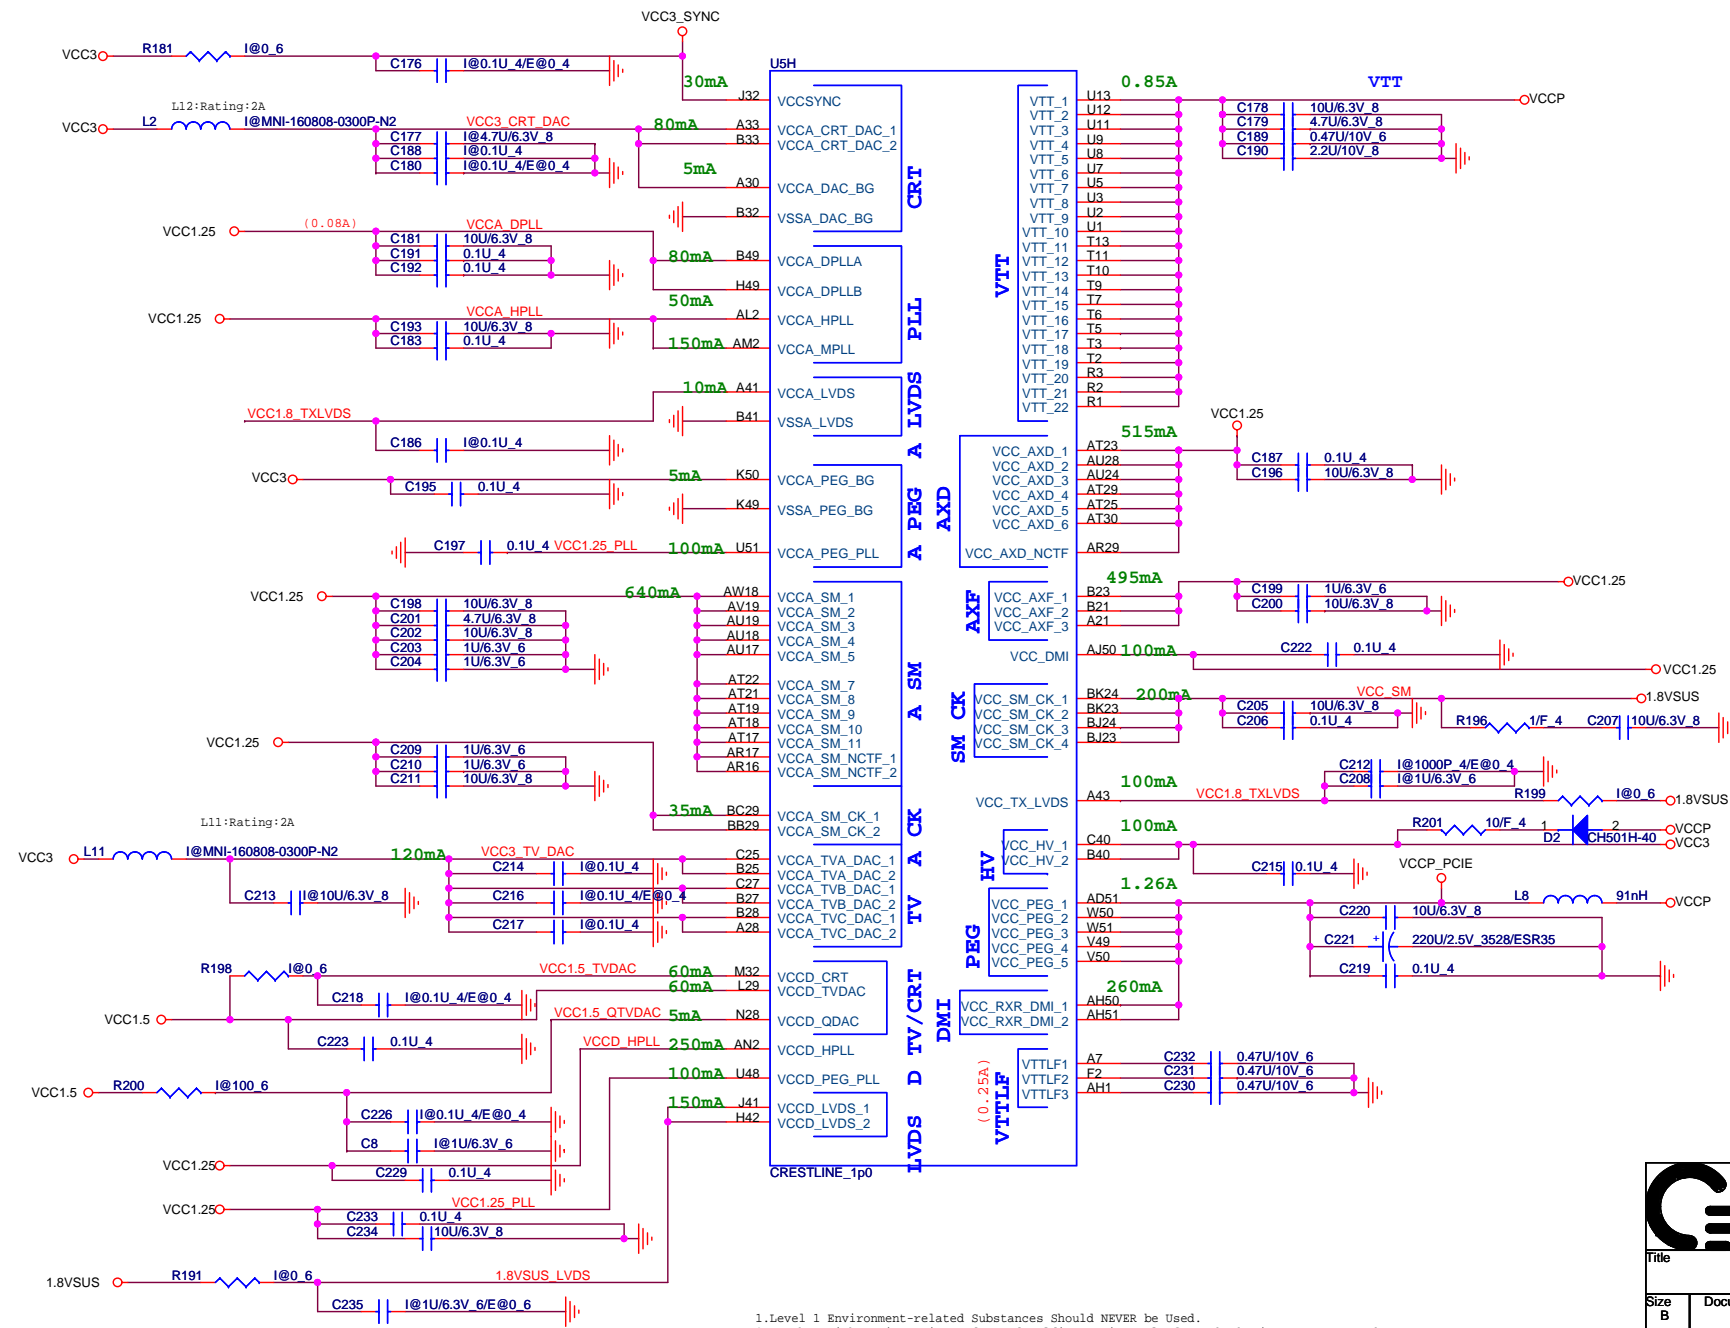 VCC3_SYNC
VCC3 R181 I@0_6
C176 I@0.1U_4/E@0_4
30mA J32 VCCSYNC
L12:Rating:2A
VCC3 L2 I@MNI-160808-0300P-N2 VCC3_CRT_DAC 80mA A33 VCCA_CRT_DAC_1
B33 VCCA_CRT_DAC_2
C177 I@4.7U/6.3V_8
C188 I@0.1U_4
C180 I@0.1U_4/E@0_4
5mA A30 VCCA_DAC_BG
B32 VSSA_DAC_BG
CRT
VCC1.25 (0.08A) VCCA_DPLL
C181 10U/6.3V_8
C191 0.1U_4
C192 0.1U_4
80mA B49 VCCA_DPLLA
H49 VCCA_DPLLB
VCC1.25 VCCA_HPLL 50mA AL2 VCCA_HPLL
C193 10U/6.3V_8
C183 0.1U_4
150mA AM2 VCCA_MPLL
PLL
10mA A41 VCCA_LVDS
VCC1.8_TXLVDS B41 VSSA_LVDS
C186 I@0.1U_4
A LVDS
VCC3 5mA K50 VCCA_PEG_BG
C195 0.1U_4
K49 VSSA_PEG_BG
C197 0.1U_4 VCC1.25_PLL 100mA U51 VCCA_PEG_PLL
A PEG
VCC1.25 640mA AW18 VCCA_SM_1
AV19 VCCA_SM_2
AU19 VCCA_SM_3
AU18 VCCA_SM_4
AU17 VCCA_SM_5
AT22 VCCA_SM_7
AT21 VCCA_SM_8
AT19 VCCA_SM_9
AT18 VCCA_SM_10
AT17 VCCA_SM_11
AR17 VCCA_SM_NCTF_1
AR16 VCCA_SM_NCTF_2
C198 10U/6.3V_8
C201 4.7U/6.3V_8
C202 10U/6.3V_8
C203 1U/6.3V_6
C204 1U/6.3V_6
A SM
VCC1.25
C209 1U/6.3V_6
C210 1U/6.3V_6
C211 10U/6.3V_8
35mA BC29 VCCA_SM_CK_1
BB29 VCCA_SM_CK_2
A CK
L11:Rating:2A
VCC3 L11 I@MNI-160808-0300P-N2 120mA VCC3_TV_DAC C25 VCCA_TVA_DAC_1
B25 VCCA_TVA_DAC_2
C27 VCCA_TVB_DAC_1
B27 VCCA_TVB_DAC_2
B28 VCCA_TVC_DAC_1
A28 VCCA_TVC_DAC_2
C214 I@0.1U_4
C213 I@10U/6.3V_8
C216 I@0.1U_4/E@0_4
C217 I@0.1U_4
TV
R198 I@0_6 VCC1.5_TVDAC 60mA M32 VCCD_CRT
60mA L29 VCCD_TVDAC
C218 I@0.1U_4/E@0_4
VCC1.5 VCC1.5_QTVDAC 5mA N28 VCCD_QDAC
C223 0.1U_4
VCCD_HPLL 250mA AN2 VCCD_HPLL
100mA U48 VCCD_PEG_PLL
D TV/CRT
VCC1.5 R200 I@100_6
150mA J41 VCCD_LVDS_1
H42 VCCD_LVDS_2
LVDS
C226 I@0.1U_4/E@0_4
C8 I@1U/6.3V_6
VCC1.25
C229 0.1U_4
VCC1.25 VCC1.25_PLL
C233 0.1U_4
C234 10U/6.3V_8
1.8VSUS R191 I@0_6 1.8VSUS_LVDS
C235 I@1U/6.3V_6/E@0_6
U5H
CRESTLINE_1p0
0.85A VTT
VTT_1 U13 VCCP
VTT_2 U12
VTT_3 U11
VTT_4 U9
VTT_5 U8
VTT_6 U7
VTT_7 U5
VTT_8 U3
VTT_9 U2
VTT_10 U1
VTT_11 T13
VTT_12 T11
VTT_13 T10
VTT_14 T9
VTT_15 T7
VTT_16 T6
VTT_17 T5
VTT_18 T3
VTT_19 T2
VTT_20 R3
VTT_21 R2
VTT_22 R1
VTT
C178 10U/6.3V_8
C179 4.7U/6.3V_8
C189 0.47U/10V_6
C190 2.2U/10V_8
VCC1.25
515mA
VCC_AXD_1 AT23
VCC_AXD_2 AU28
VCC_AXD_3 AU24
VCC_AXD_4 AT29
VCC_AXD_5 AT25
VCC_AXD_6 AT30
VCC_AXD_NCTF AR29
AXD
C187 0.1U_4
C196 10U/6.3V_8
495mA VCC1.25
VCC_AXF_1 B23
VCC_AXF_2 B21
VCC_AXF_3 A21
AXF
C199 1U/6.3V_6
C200 10U/6.3V_8
VCC_DMI AJ50 100mA C222 0.1U_4
VCC1.25
VCC_SM_CK_1 BK24 200mA VCC_SM 1.8VSUS
VCC_SM_CK_2 BK23
VCC_SM_CK_3 BJ24
VCC_SM_CK_4 BJ23
SM CK
C205 10U/6.3V_8
C206 0.1U_4
R196 1/F_4 C207 10U/6.3V_8
C212 I@1000P_4/E@0_4
C208 I@1U/6.3V_6
100mA
VCC_TX_LVDS A43 VCC1.8_TXLVDS R199 I@0_6 1.8VSUS
100mA
R201 10/F_4 1 2 VCCP
D2 CH501H-40
VCC_HV_1 C40 VCC3
VCC_HV_2 B40
HV
C215 0.1U_4
VCCP_PCIE
1.26A
VCC_PEG_1 AD51 L8 91nH VCCP
VCC_PEG_2 W50
VCC_PEG_3 W51
VCC_PEG_4 V49
VCC_PEG_5 V50
PEG
C220 10U/6.3V_8
C221 + 220U/2.5V_3528/ESR35
C219 0.1U_4
260mA
VCC_RXR_DMI_1 AH50
VCC_RXR_DMI_2 AH51
DMI
VTTLF1 A7 C232 0.47U/10V_6
VTTLF2 F2 C231 0.47U/10V_6
VTTLF3 AH1 C230 0.47U/10V_6
VTTLF
(0.25A)
1.Level 1 Environment-related Substances Should NEVER be Used.
Title
Size
B
Docu